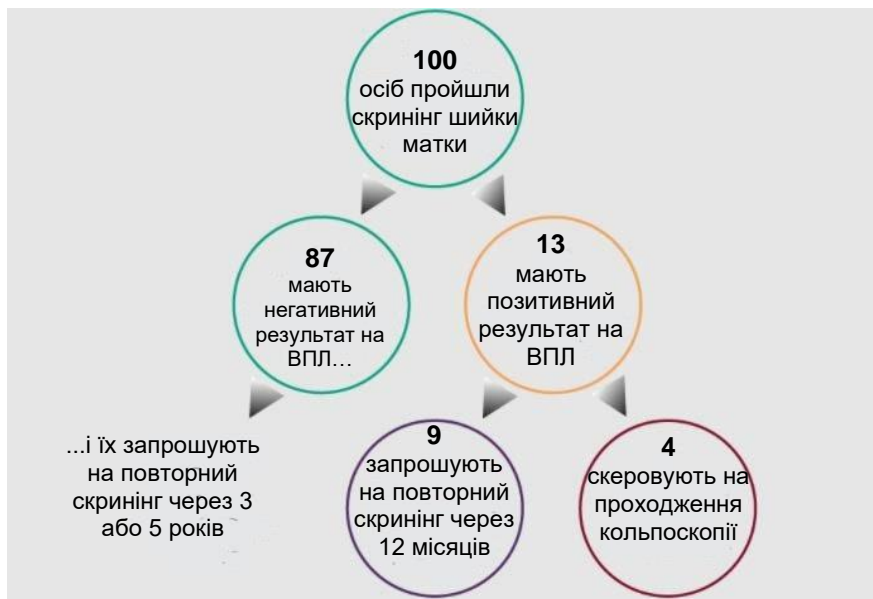 100
осіб пройшли
скринінг шийки
матки
87
мають
негативний
результат на
ВПЛ…
13
мають
позитивний
результат на
ВПЛ
...і їх запрошують
на повторний
скринінг через 3
або 5 років
9
запрошують
на повторний
скринінг через
12 місяців
4
скеровують на
проходження
кольпоскопії